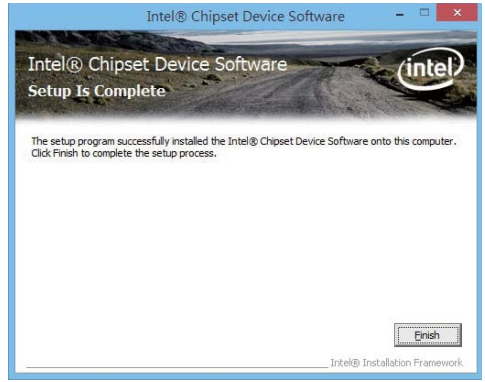 Intel® Chipset Device Software
Intel® Chipset Device Software
intel
Setup Is Complete
The setup program successfully installed the Intel® Chipset Device Software onto this computer.
Click Finish to complete the setup process.
Finish
Intel® Installation Framework